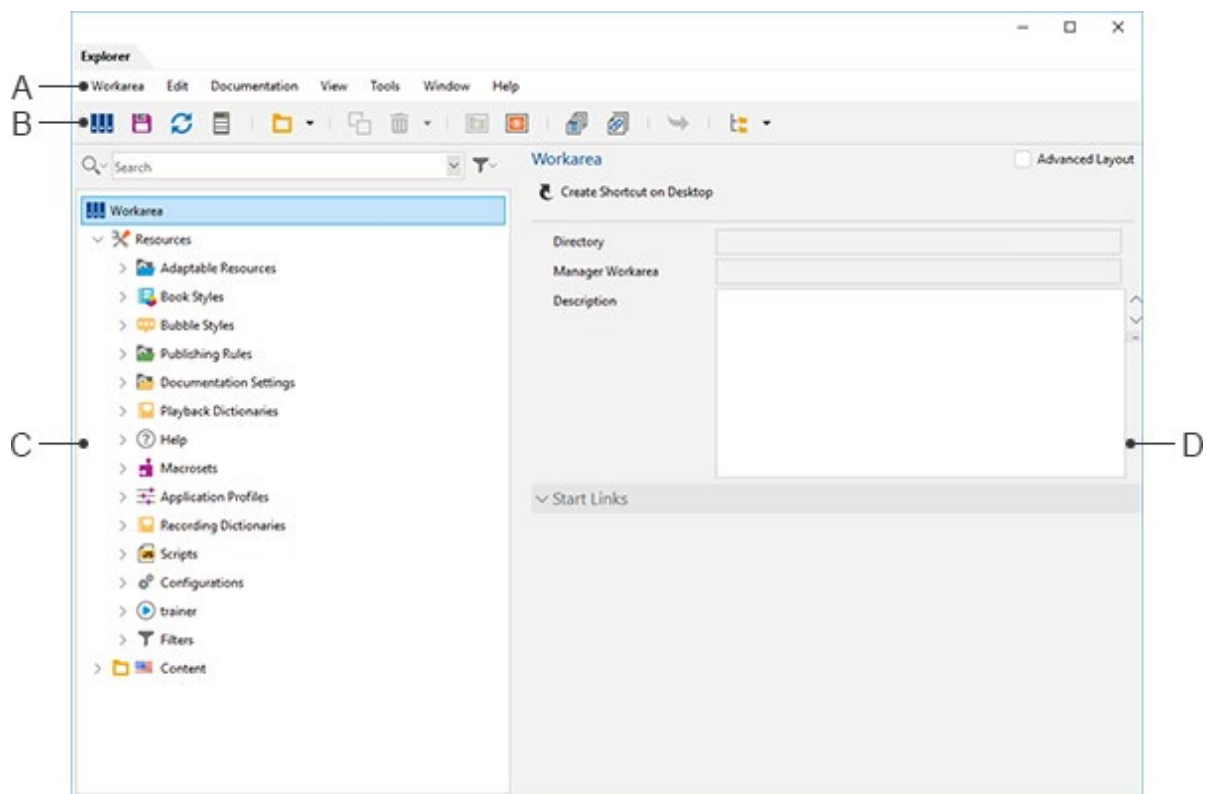 Explorer
A
Workarea Edit Documentation View Tools Window Help
B
Search
Workarea
Advanced Layout
Create Shortcut on Desktop
Workarea
Resources
Directory
Adaptable Resources
Manager Workarea
Book Styles
Description
Bubble Styles
Publishing Rules
Documentation Settings
Playback Dictionaries
C
Help
D
Macrosets
Application Profiles
Start Links
Recording Dictionaries
Scripts
Configurations
trainer
Filters
Content